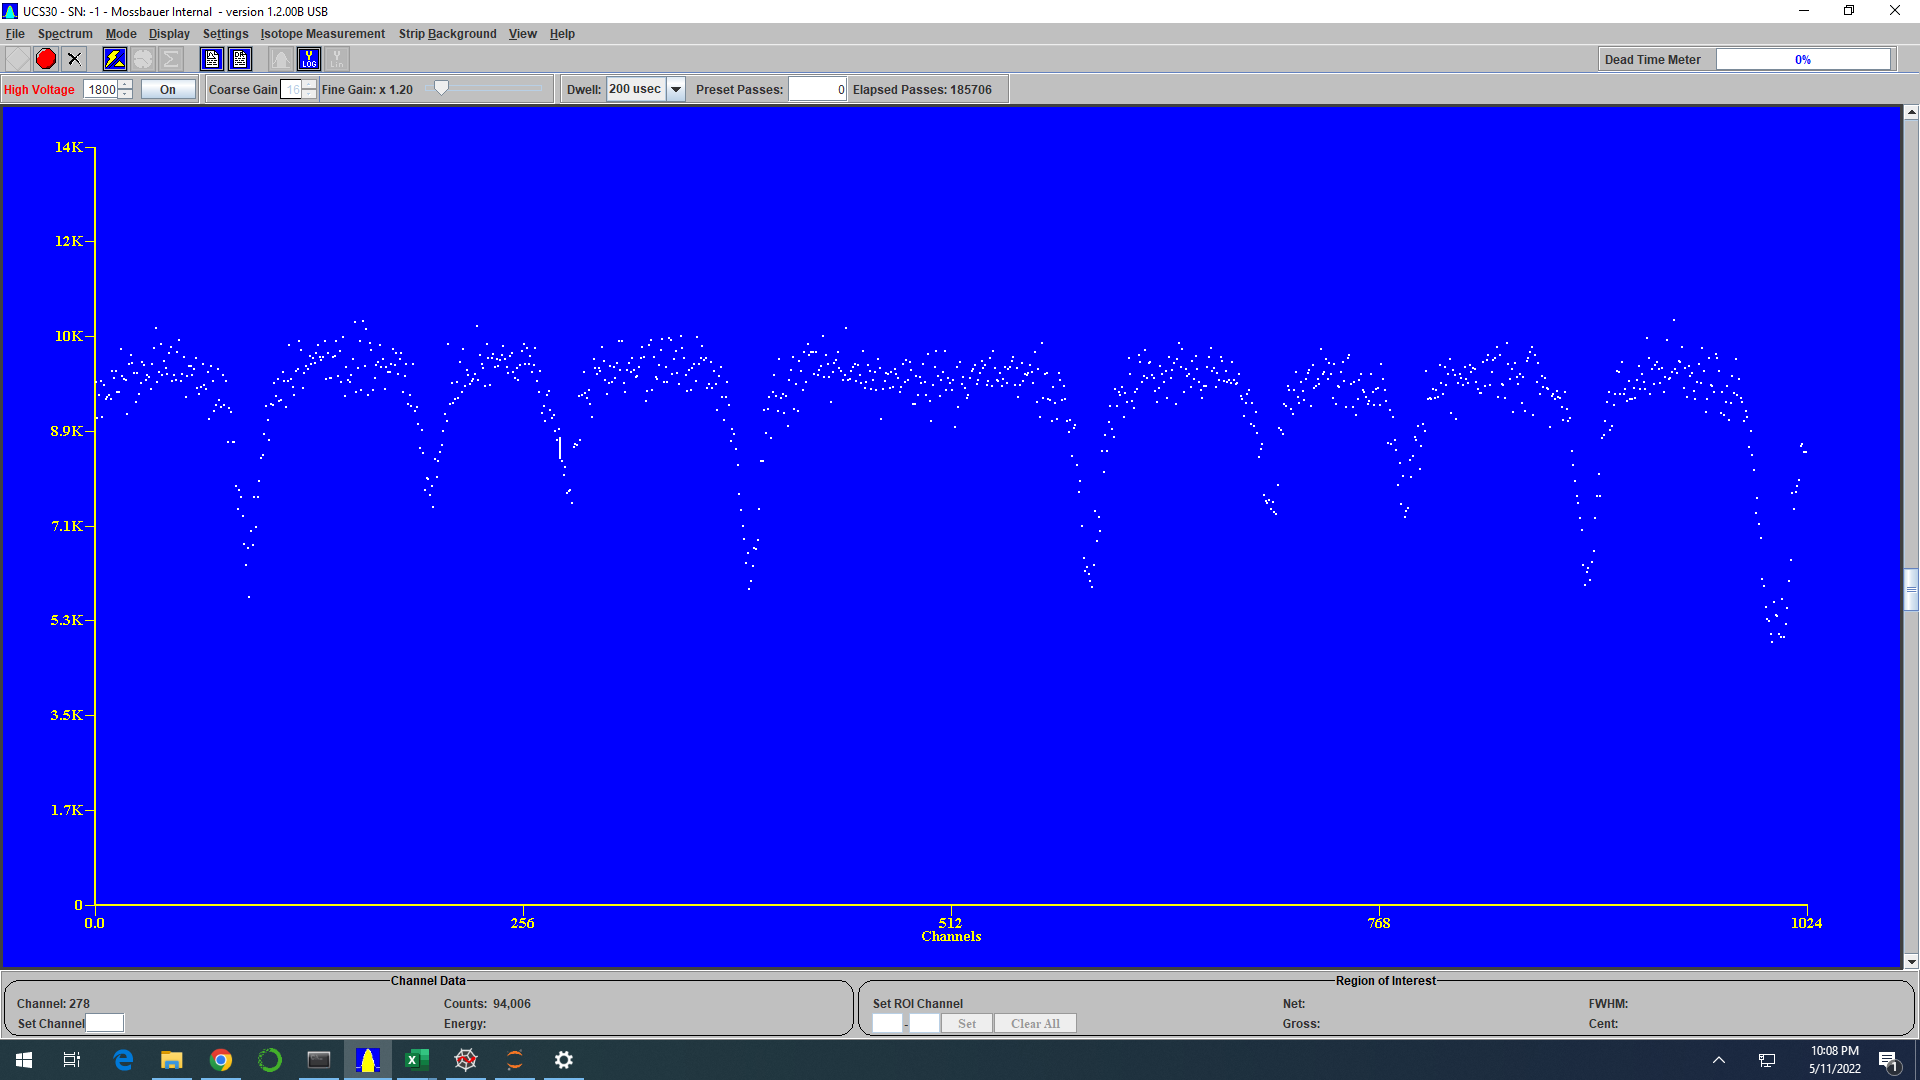 UCS30 - SN: -1 - Mossbauer Internal - version 1.2.00B USB
File Spectrum Mode Display Settings Isotope Measurement Strip Background View Help
Y LOG
Y Lin
Dead Time Meter 0%
High Voltage 1800 On Coarse Gain 16 Fine Gain: x 1.20 Dwell: 200 usec Preset Passes: 0 Elapsed Passes: 185706
14K
12K
10K
8.9K
7.1K
5.3K
3.5K
1.7K
0
0.0 256 512 768 1024
Channels
Channel Data Region of Interest
Channel: 278 Counts: 94,006 Set ROI Channel Net: FWHM:
Set Channel Energy: - Set Clear All Gross: Cent:
10:08 PM
5/11/2022
1